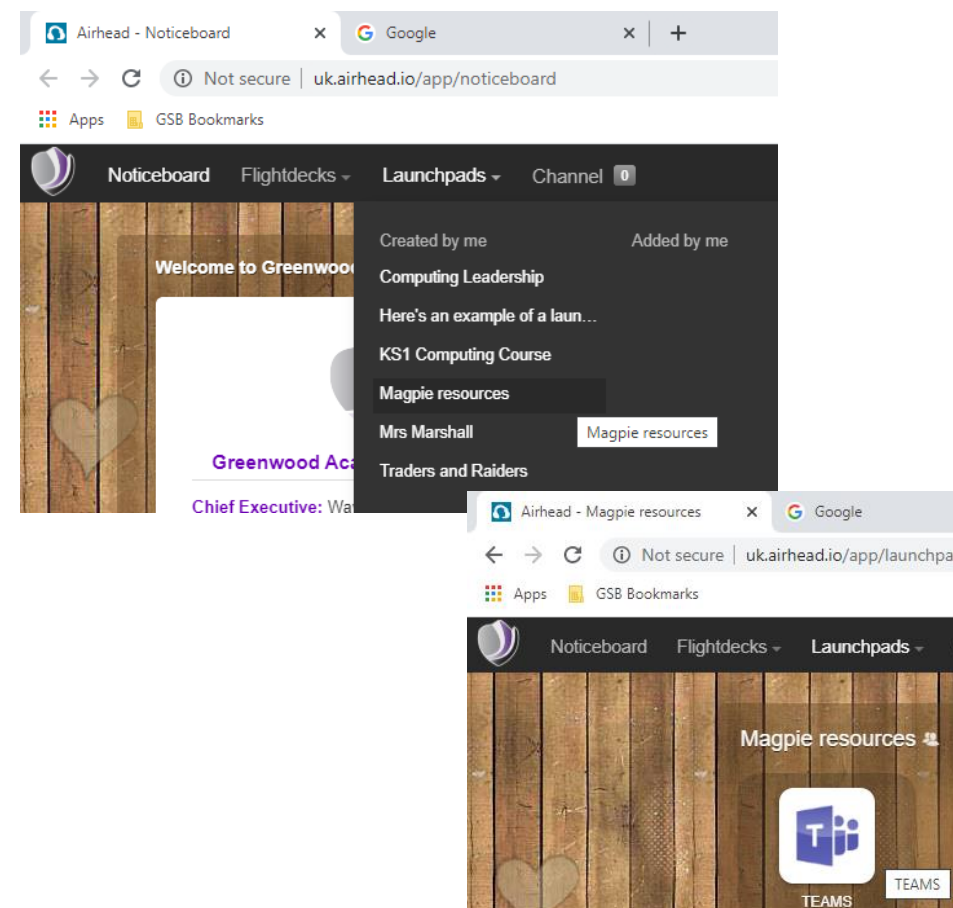 Airhead - Noticeboard
Google
Not secure | uk.airhead.io/app/noticeboard
Apps GSB Bookmarks
Noticeboard Flightdecks Launchpads Channel 0
Welcome to Greenwoo
Greenwood Aca
Chief Executive: Wa
Created by me Added by me
Computing Leadership
Here's an example of a laun...
KS1 Computing Course
Magpie resources
Mrs Marshall
Magpie resources
Traders and Raiders
Airhead - Magpie resources
Google
Not secure | uk.airhead.io/app/launchpa
Apps GSB Bookmarks
Noticeboard Flightdecks Launchpads
Magpie resources
T
TEAMS
TEAMS